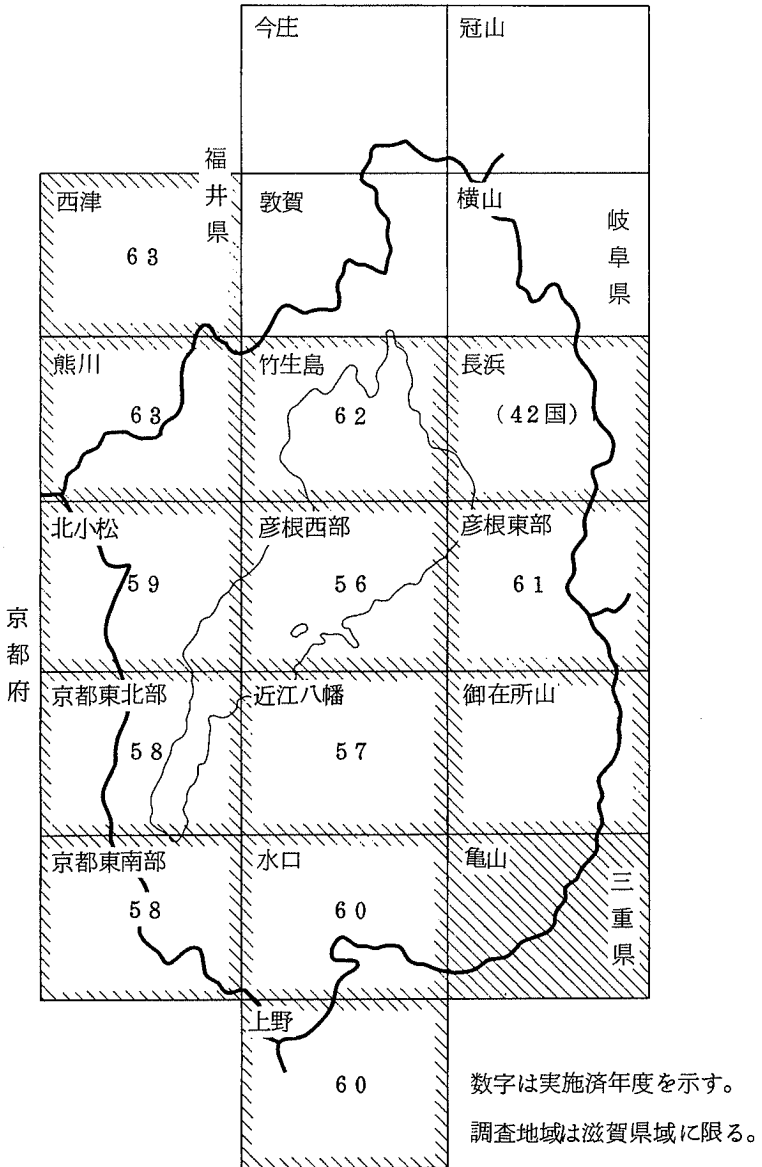 今庄
冠山
福井県
西津
敦賀
横山
岐阜県
63
熊川
竹生島
長浜
63
62
(42国)
北小松
彦根西部
彦根東部
59
56
61
京都府
京都東北部
近江八幡
御在所山
58
57
京都東南部
水口
亀山
三重県
58
60
上野
60
数字は実施済年度を示す。
調査地域は滋賀県域に限る。